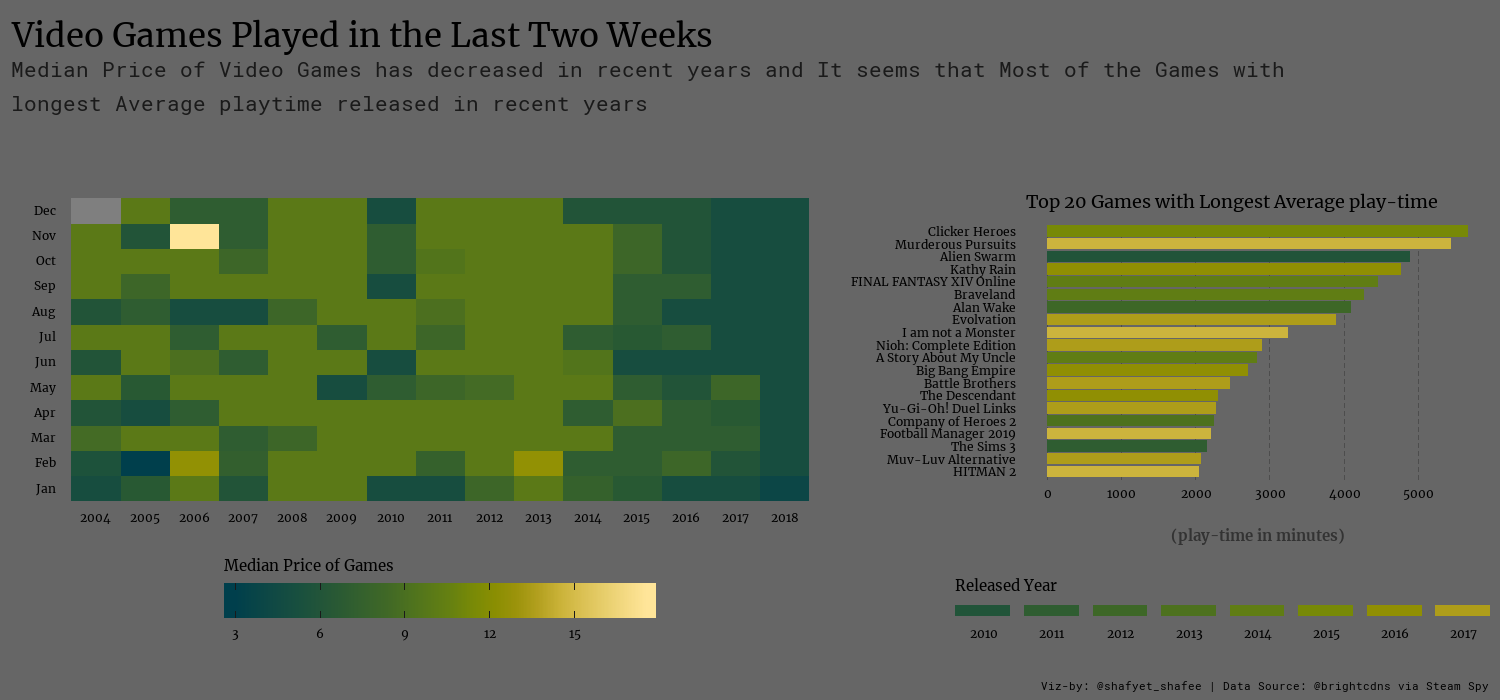 Video Games Played in the Last Two Weeks
Median Price of Video Games has decreased in recent years and It seems that Most of the Games with
longest Average playtime released in recent years
Dec
Nov
Oct
Sep
Aug
Jul
Jun
May
Apr
Mar
Feb
Jan
2004 2005 2006 2007 2008 2009 2010 2011 2012 2013 2014 2015 2016 2017 2018
Median Price of Games
3 6 9 12 15
Top 20 Games with Longest Average play-time
Clicker Heroes
Murderous Pursuits
Alien Swarm
Kathy Rain
FINAL FANTASY XIV Online
Braveland
Alan Wake
Evolvation
I am not a Monster
Nioh: Complete Edition
A Story About My Uncle
Big Bang Empire
Battle Brothers
The Descendant
Yu-Gi-Oh! Duel Links
Company of Heroes 2
Football Manager 2019
The Sims 3
Muv-Luv Alternative
HITMAN 2
0 1000 2000 3000 4000 5000
(play-time in minutes)
Released Year
2010 2011 2012 2013 2014 2015 2016 2017
Viz-by: @shafyet_shafee | Data Source: @brightcdns via Steam Spy